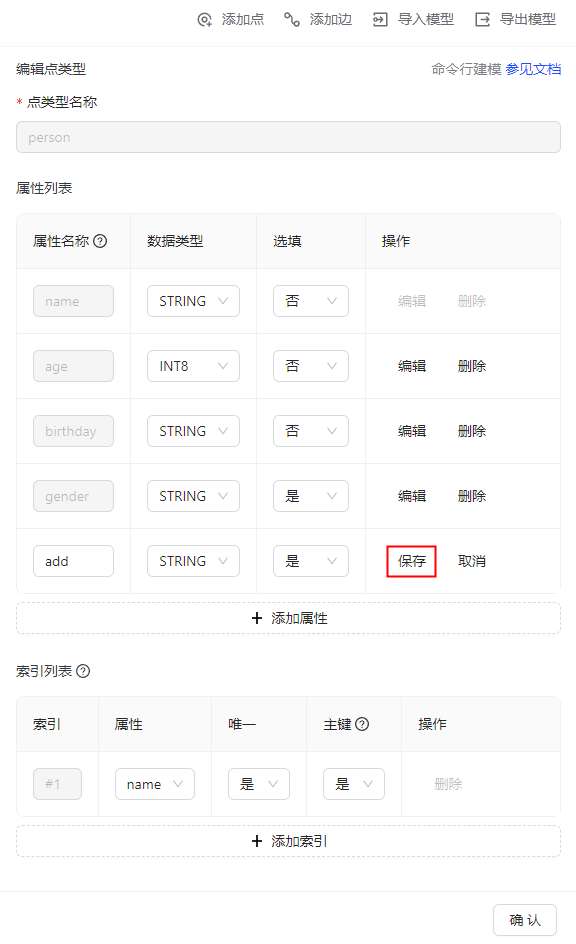 添加点 添加边 导入模型 导出模型
编辑点类型 命令行建模 参见文档
* 点类型名称
person
属性列表
属性名称 数据类型 选填 操作
name STRING 否 编辑 删除
age INT8 否 编辑 删除
birthday STRING 否 编辑 删除
gender STRING 是 编辑 删除
add STRING 是 保存 取消
+ 添加属性
索引列表
索引 属性 唯一 主键 操作
#1 name 是 是 删除
+ 添加索引
确 认